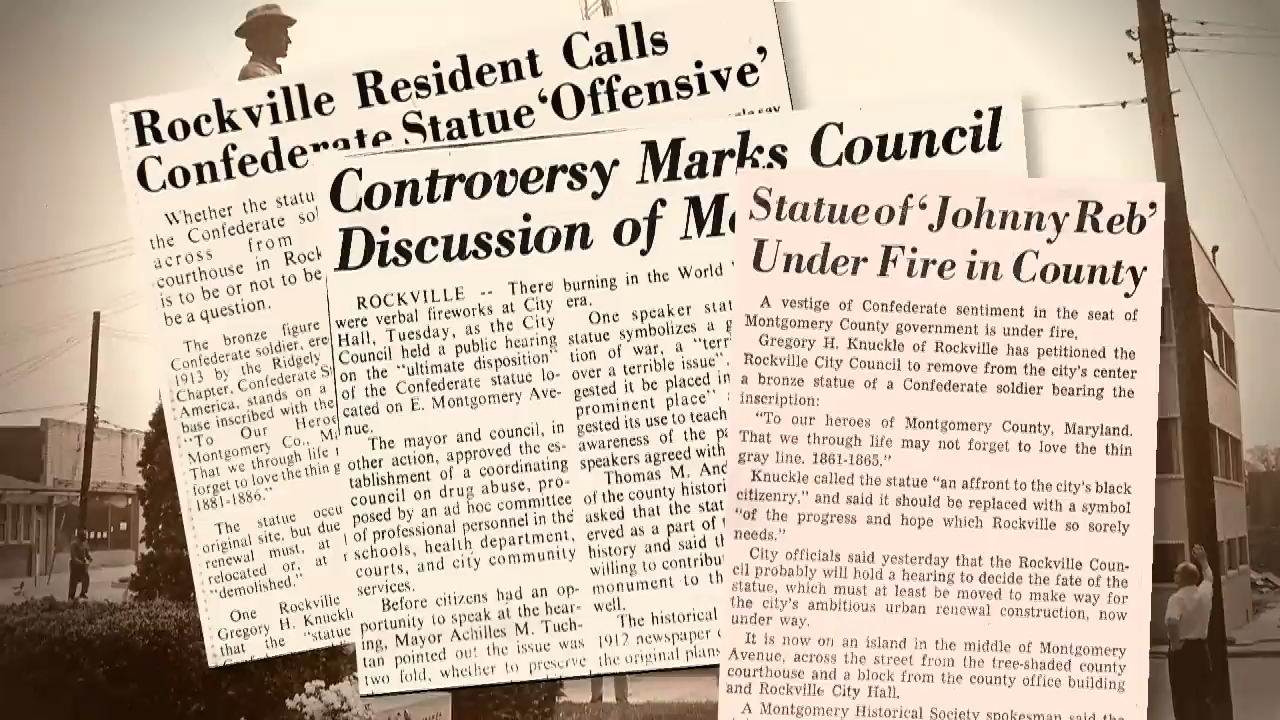 Rockville Resident Calls
Confederate Statue ‘Offensive’
Whether the statu
the Confederate sol
across from
courthouse in Rock
is to be or not to be
be a question.
The bronze figure
Confederate soldier, ere
1913 by the Ridgely
Chapter, Confederate S
America, stands on a
base inscribed with the
"To Our Heroe
Montgomery Co., M
That we through life
forget to love the thing
1881-1886."
The statue occu
original site, but due
renewal must, at
relocated or, at
"demolished."
One Rockville
Gregory H. Knuckl
that the "statue
Controversy Marks Council
Discussion of M
ROCKVILLE -- There
were verbal fireworks at City
Hall, Tuesday, as the City
Council held a public hearing
on the "ultimate disposition"
of the Confederate statue lo-
cated on E. Montgomery Ave-
nue.
The mayor and council, in
other action, approved the es-
tablishment of a coordinating
council on drug abuse, pro-
posed by an ad hoc committee
of professional personnel in the
schools, health department,
courts, and city community
services.
Before citizens had an op-
portunity to speak at the hear-
ing, Mayor Achilles M. Tuch-
tan pointed out the issue was
two fold, whether to preserve
burning in the World
era.
One speaker stat
statue symbolizes a g
tion of war, a "terr
over a terrible issue"
gested it be placed in
prominent place"
gested its use to teach
awareness of the p
speakers agreed with
Thomas M. And
of the county histori
asked that the stat
erved as a part of
history and said th
willing to contribu
monument to th
well.
The historical
1912 newspaper
the original plans
Statue of ‘Johnny Reb’
Under Fire in County
A vestige of Confederate sentiment in the seat of
Montgomery County government is under fire.
Gregory H. Knuckle of Rockville has petitioned the
Rockville City Council to remove from the city's center
a bronze statue of a Confederate soldier bearing the
inscription:
"To our heroes of Montgomery County, Maryland.
That we through life may not forget to love the thin
gray line. 1861-1865."
Knuckle called the statue "an affront to the city's black
citizenry," and said it should be replaced with a symbol
"of the progress and hope which Rockville so sorely
needs."
City officials said yesterday that the Rockville Coun-
cil probably will hold a hearing to decide the fate of the
statue, which must at least be moved to make way for
the city's ambitious urban renewal construction, now
under way.
It is now on an island in the middle of Montgomery
Avenue, across the street from the tree-shaded county
courthouse and a block from the county office building
and Rockville City Hall.
A Montgomery Historical Society spokesman said the